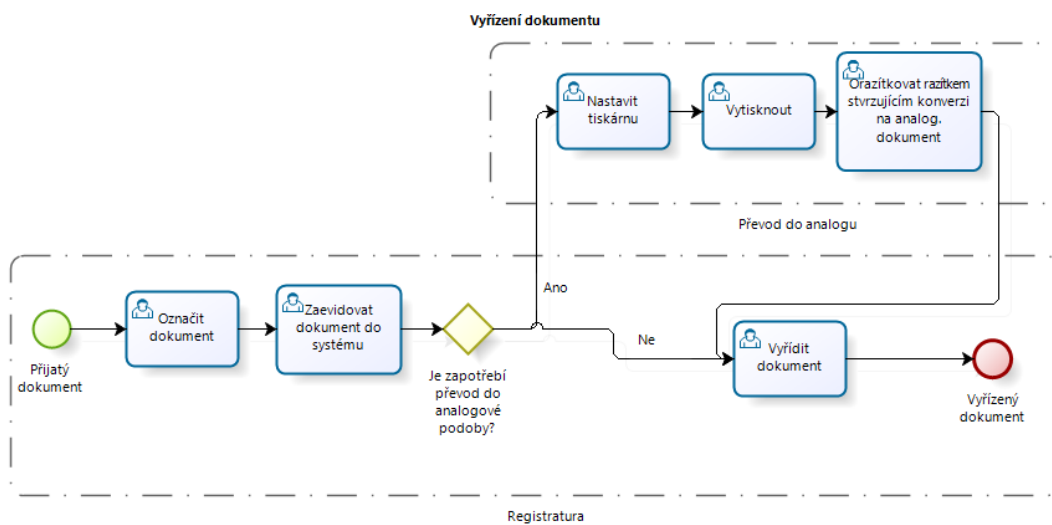 Vyřízení dokumentu
Nastavit
tiskárnu
Vytisknout
Orazítkovat razítkem
stvrzujícím konverzi
na analog.
dokument
Převod do analogu
Přijatý
dokument
Označit
dokument
Zaevidovat
dokument do
systému
Je zapotřebí
převod do
analogové
podoby?
Ano
Ne
Vyřídit
dokument
Vyřízený
dokument
Registratura